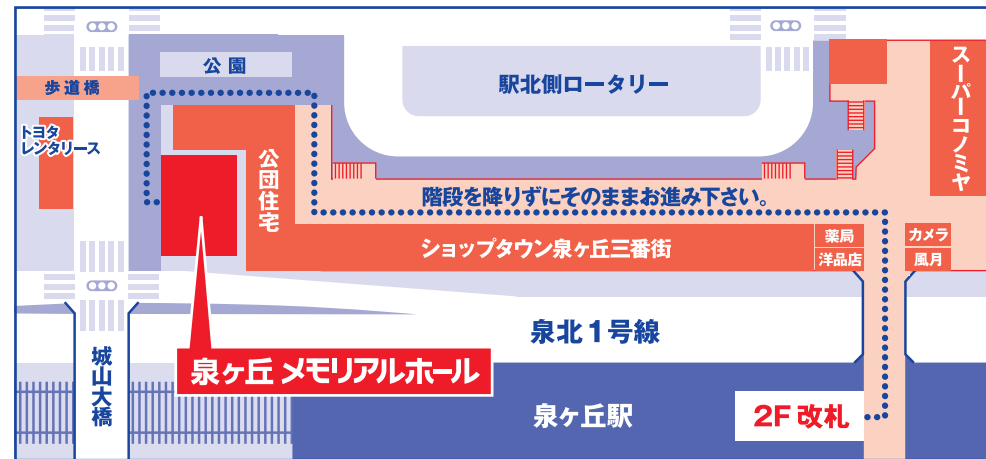 公園
駅北側ロータリー
スーパーコノミヤ
歩道橋
トヨタ
レンタリース
公団住宅
階段を降りずにそのままお進み下さい。
ショップタウン泉ヶ丘三番街
薬局
洋品店
カメラ
風月
泉北1号線
城山大橋
泉ヶ丘 メモリアルホール
泉ヶ丘駅
2F 改札